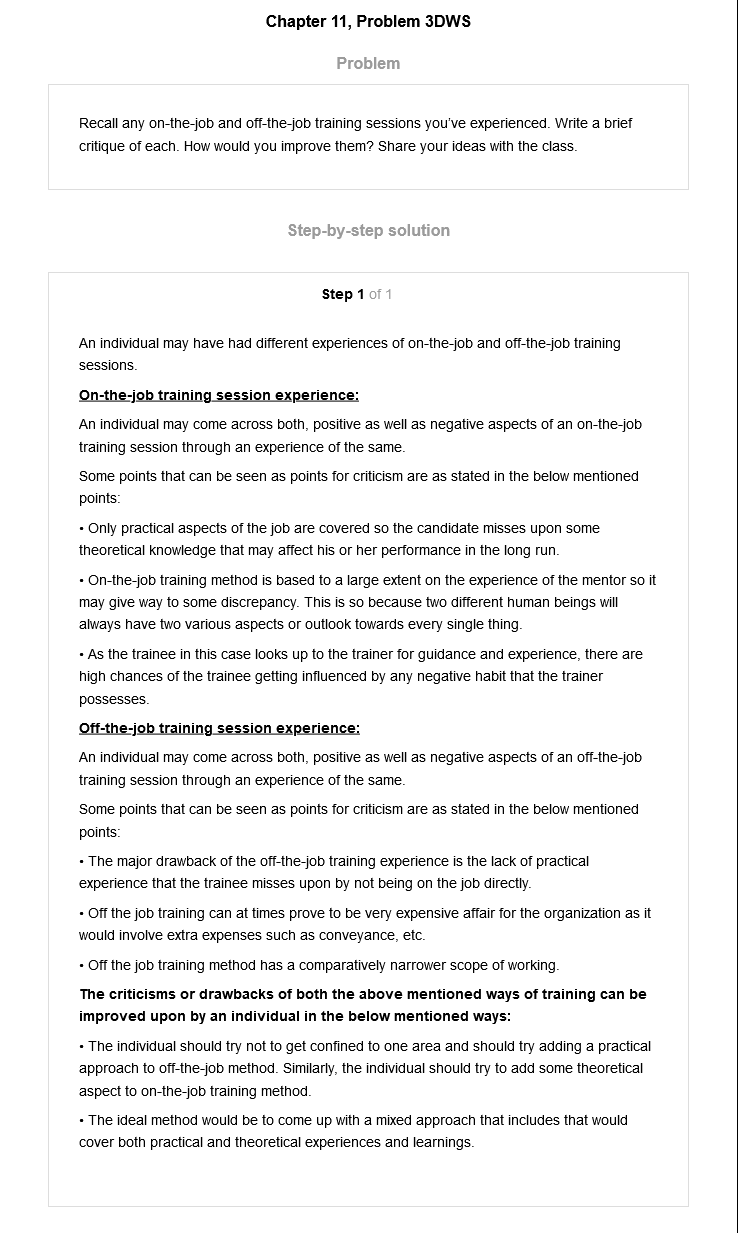 Chapter 11, Problem 3DWS
Problem
Recall any on-the-job and off-the-job training sessions you've experienced. Write a brief
critique of each. How would you improve them? Share your ideas with the class.
Step-by-step solution
Step 1 of 1
An individual may have had different experiences of on-the-job and off-the-job training
sessions.
On-the-job training session experience:
An individual may come across both, positive as well as negative aspects of an on-the-job
training session through an experience of the same.
Some points that can be seen as points for criticism are as stated in the below mentioned
points:
• Only practical aspects of the job are covered so the candidate misses upon some
theoretical knowledge that may affect his or her performance in the long run.
• On-the-job training method is based to a large extent on the experience of the mentor so it
may give way to some discrepancy. This is so because two different human beings will
always have two various aspects or outlook towards every single thing.
• As the trainee in this case looks up to the trainer for guidance and experience, there are
high chances of the trainee getting influenced by any negative habit that the trainer
possesses.
Off-the-job training session experience:
An individual may come across both, positive as well as negative aspects of an off-the-job
training session through an experience of the same.
Some points that can be seen as points for criticism are as stated in the below mentioned
points:
• The major drawback of the off-the-job training experience is the lack of practical
experience that the trainee misses upon by not being on the job directly.
• Off the job training can at times prove to be very expensive affair for the organization as it
would involve extra expenses such as conveyance, etc.
• Off the job training method has a comparatively narrower scope of working.
The criticisms or drawbacks of both the above mentioned ways of training can be
improved upon by an individual in the below mentioned ways:
• The individual should try not to get confined to one area and should try adding a practical
approach to off-the-job method. Similarly, the individual should try to add some theoretical
aspect to on-the-job training method.
• The ideal method would be to come up with a mixed approach that includes that would
cover both practical and theoretical experiences and learnings.